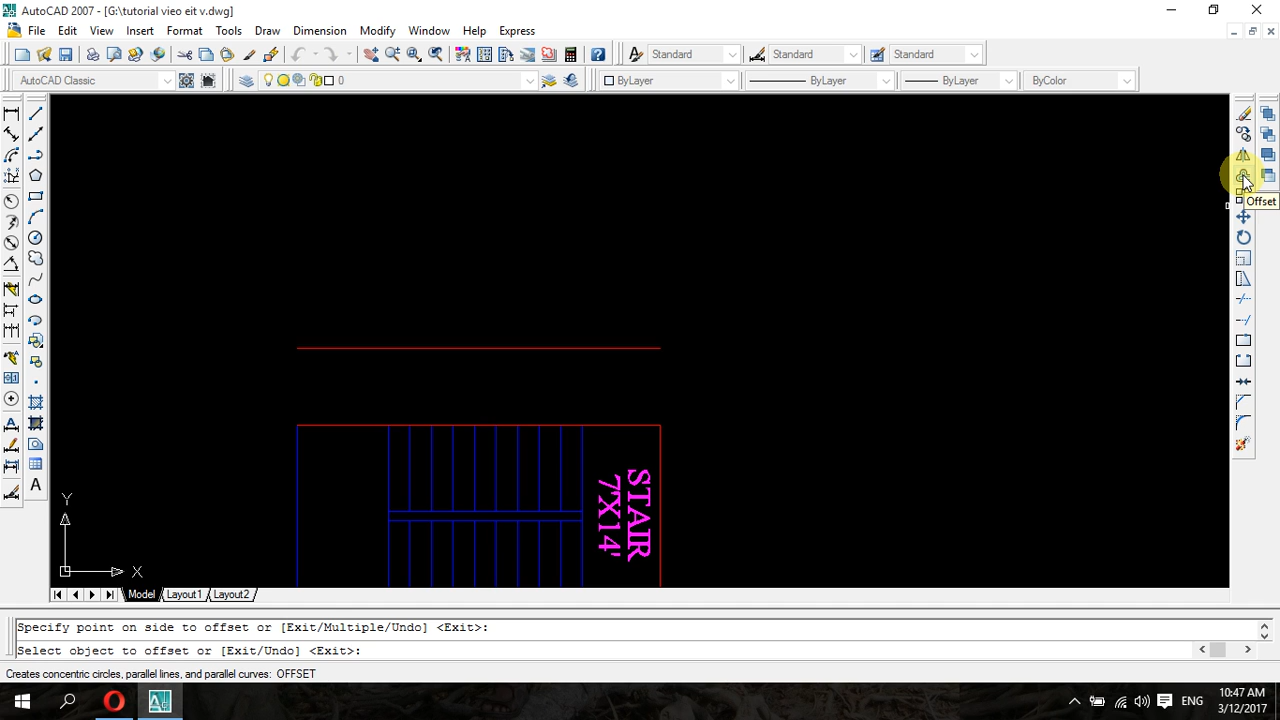 AutoCAD 2007 - [G:\tutorial vieo eit v.dwg]
File Edit View Insert Format Tools Draw Dimension Modify Window Help Express
Standard Standard Standard
AutoCAD Classic 0 ByLayer ByLayer ByLayer ByColor
Offset
STAIR
7'X14'
Y
X
A
Model Layout1 Layout2
Specify point on side to offset or [Exit/Multiple/Undo] <Exit>:
Select object to offset or [Exit/Undo] <Exit>:
Creates concentric circles, parallel lines, and parallel curves: OFFSET
ENG
10:47 AM
3/12/2017